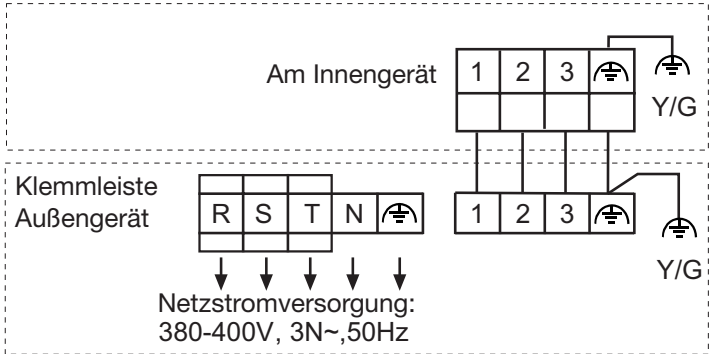 Am Innengerät
1 2 3
Y/G
Klemmleiste
Außengerät
R S T N
1 2 3
Y/G
Netzstromversorgung:
380-400V, 3N~,50Hz